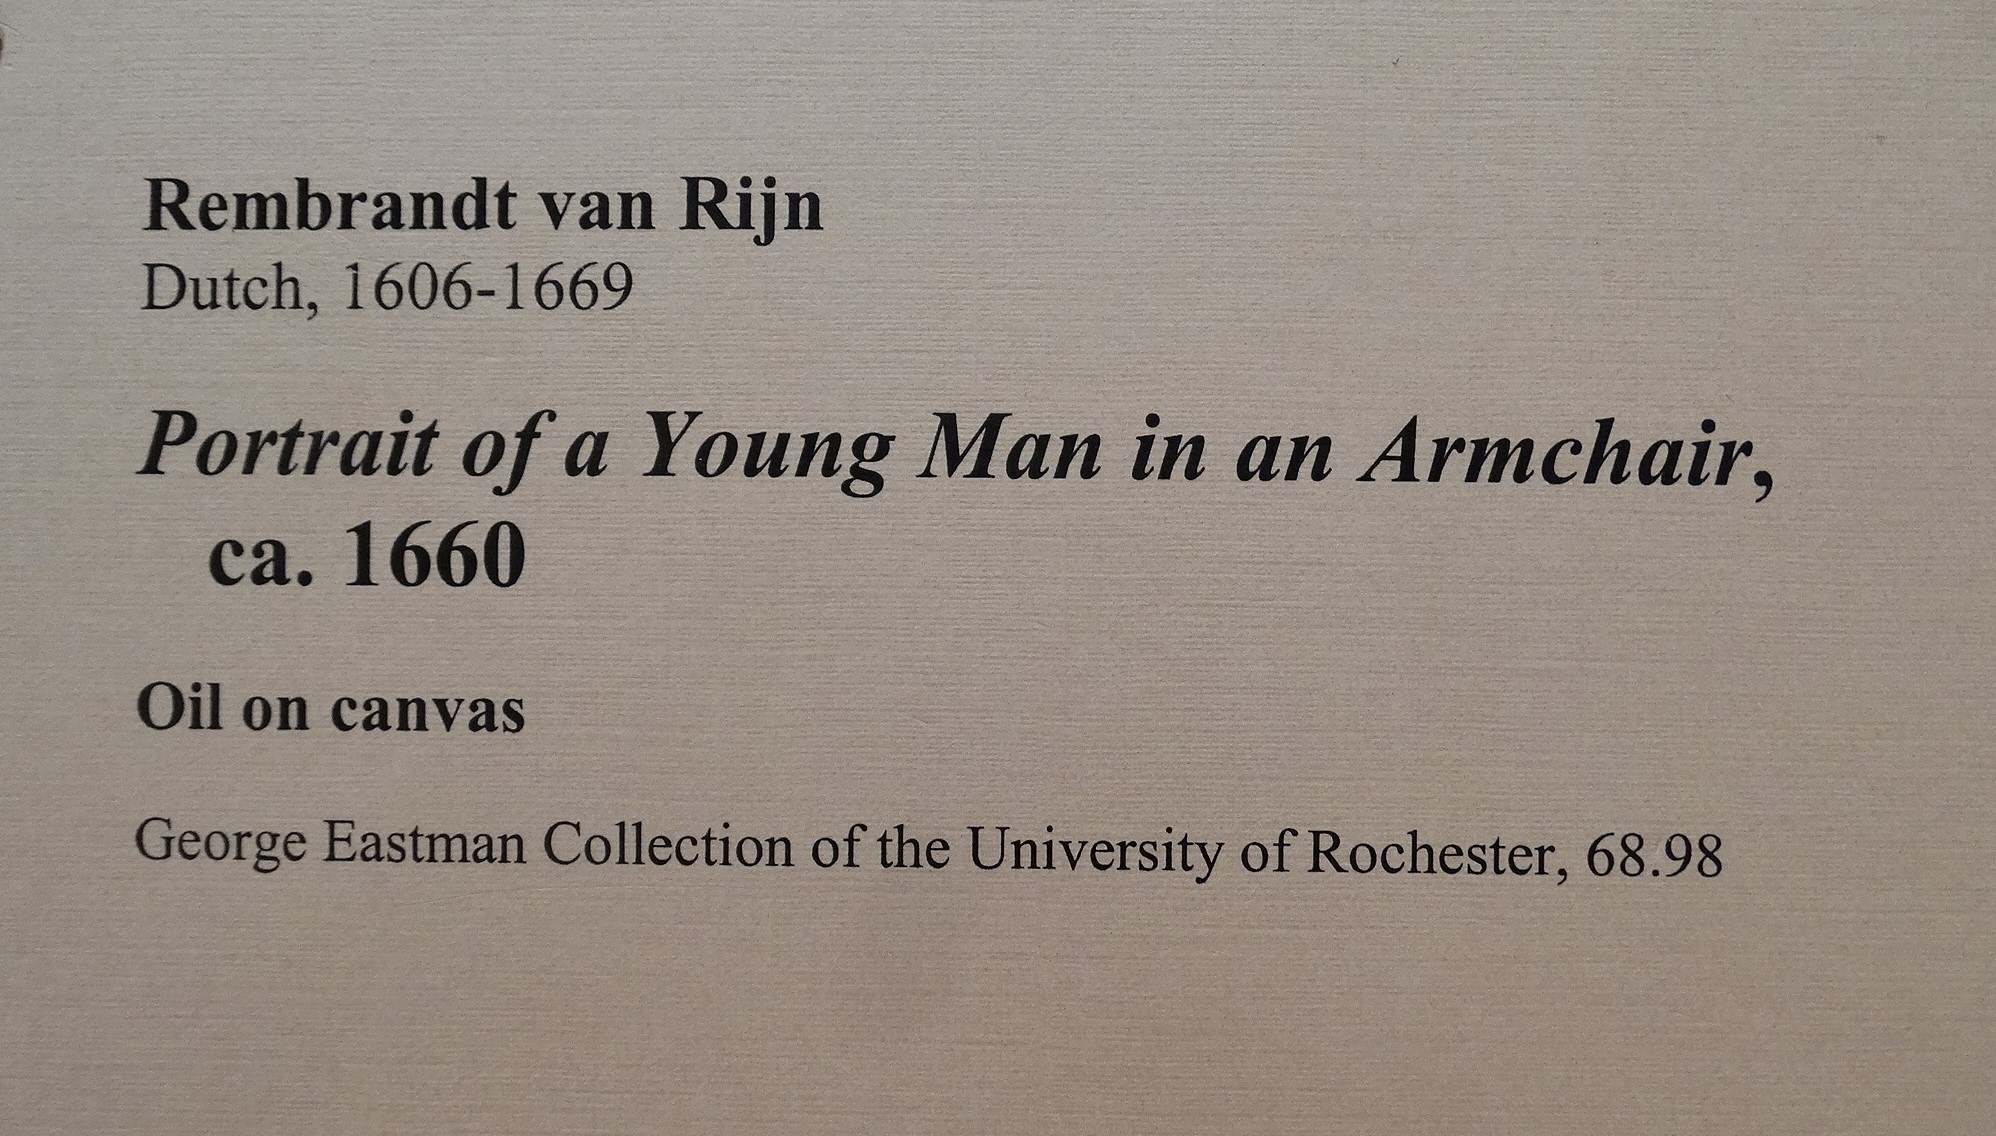 Rembrandt van Rijn
Dutch, 1606-1669
Portrait of a Young Man in an Armchair,
ca. 1660
Oil on canvas
George Eastman Collection of the University of Rochester, 68.98